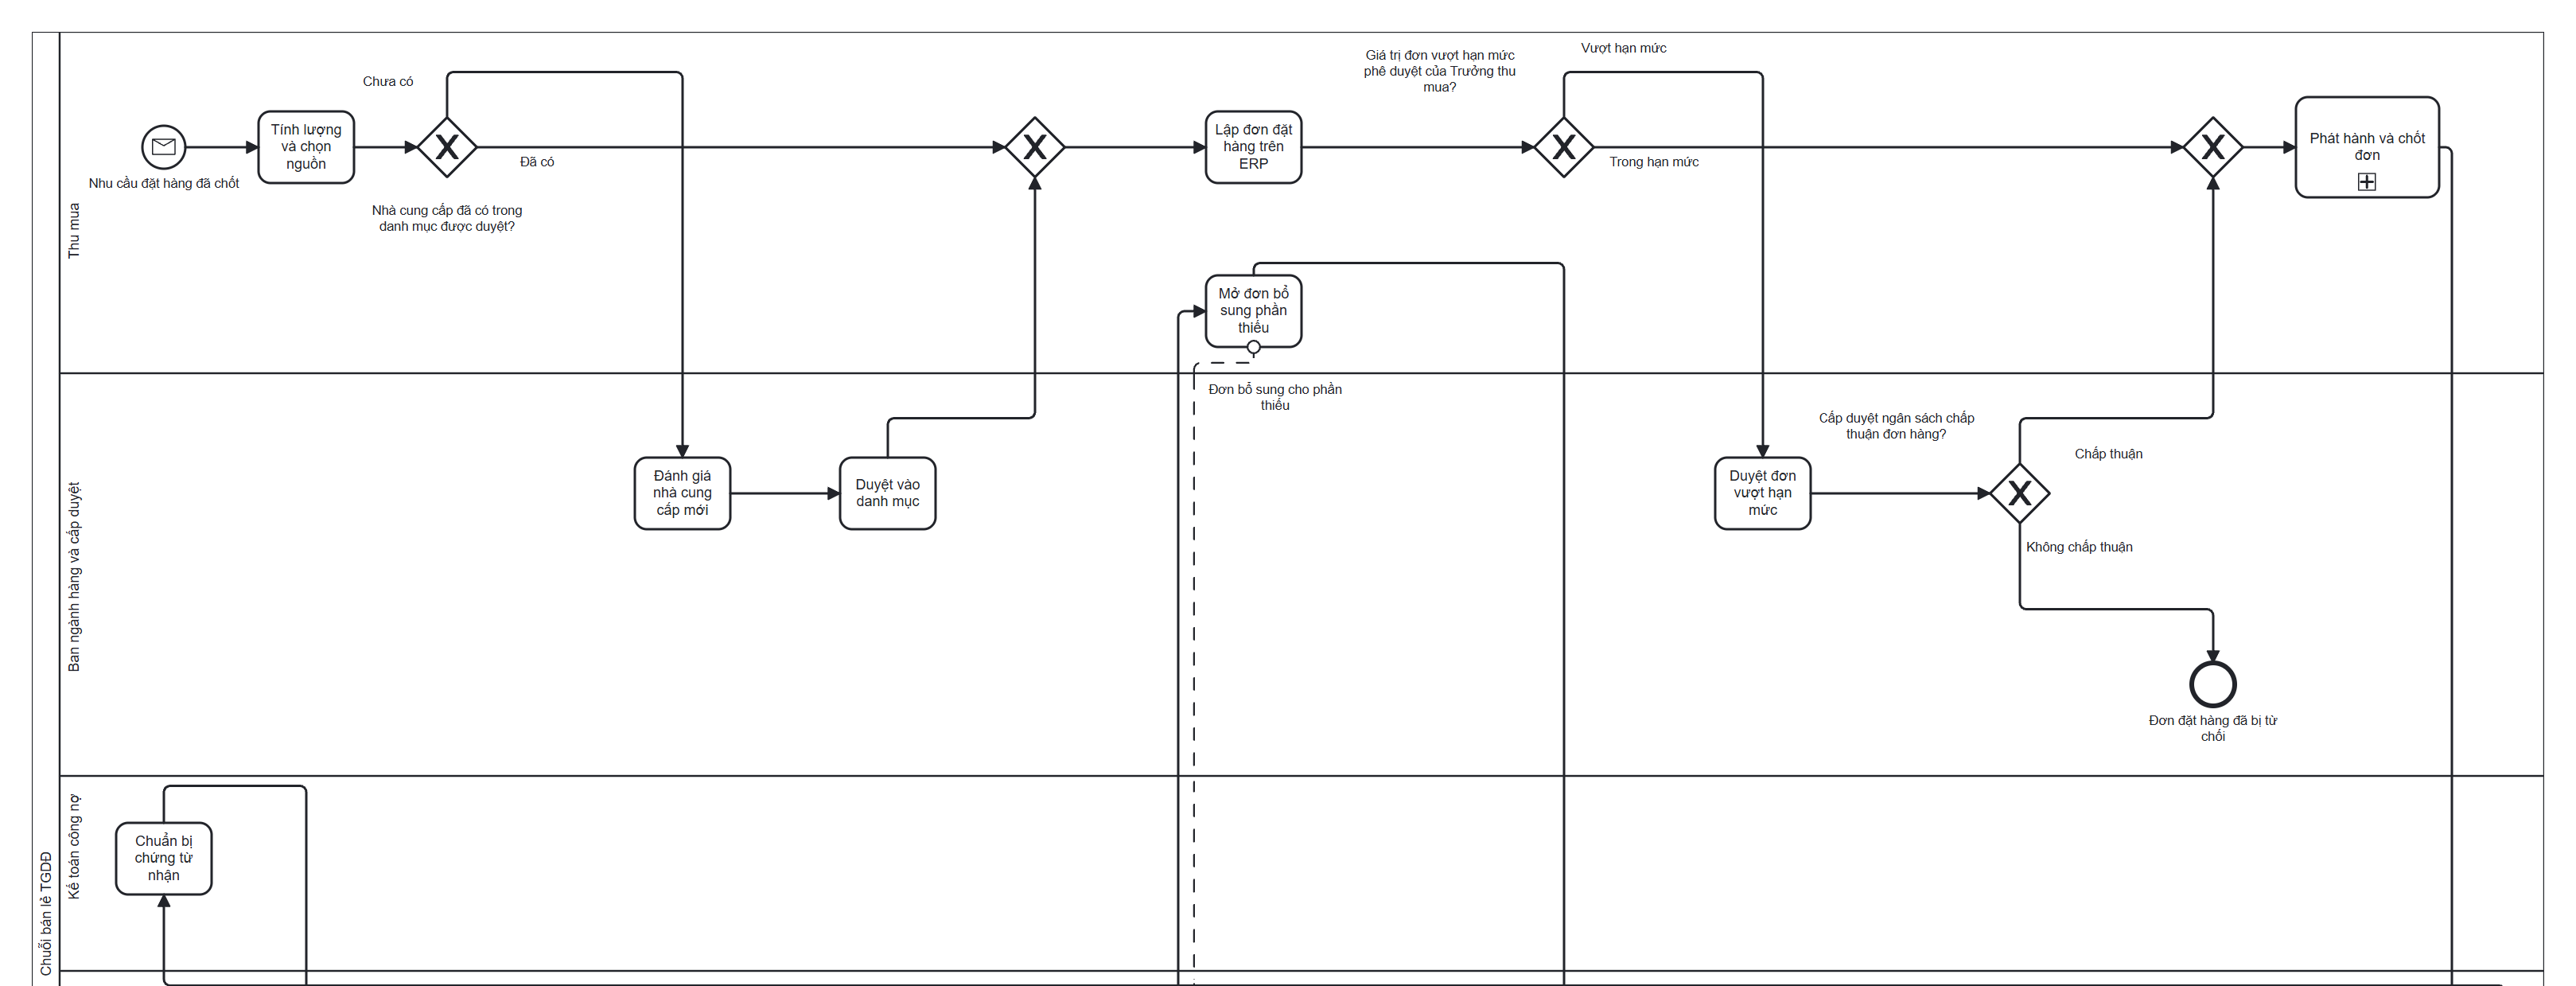 Chuỗi bán lẻ TGDĐ
Thu mua
Nhu cầu đặt hàng đã chốt
Tính lượng
và chọn
nguồn
Chưa có
Đã có
Nhà cung cấp đã có trong
danh mục được duyệt?
Lập đơn đặt
hàng trên
ERP
Giá trị đơn vượt hạn mức
phê duyệt của Trưởng thu
mua?
Vượt hạn mức
Trong hạn mức
Phát hành và chốt
đơn
Mở đơn bổ
sung phần
thiếu
Đơn bổ sung cho phần
thiếu
Ban ngành hàng và cấp duyệt
Đánh giá
nhà cung
cấp mới
Duyệt vào
danh mục
Duyệt đơn
vượt hạn
mức
Cấp duyệt ngân sách chấp
thuận đơn hàng?
Chấp thuận
Không chấp thuận
Đơn đặt hàng đã bị từ
chối
Kế toán công nợ
Chuẩn bị
chứng từ
nhận